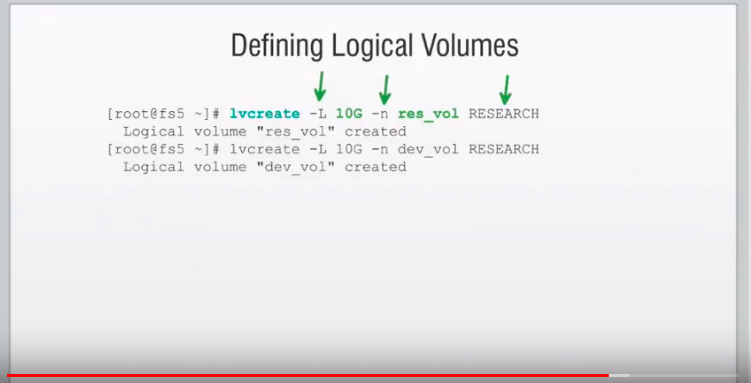 Defining Logical Volumes
[root@fs5 ~]# lvcreate -L 10G -n res_vol RESEARCH
Logical volume "res_vol" created
[root@fs5 ~]# lvcreate -L 10G -n dev_vol RESEARCH
Logical volume "dev_vol" created